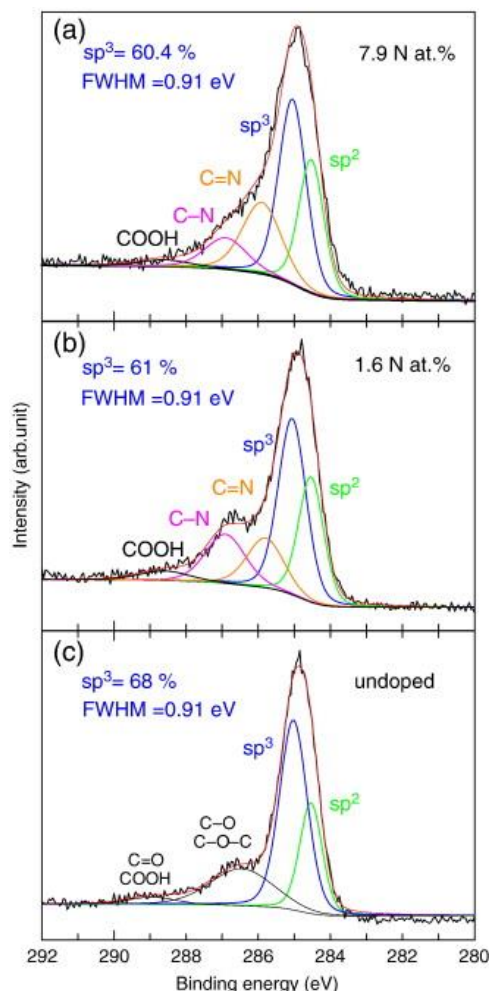 (a)
sp³= 60.4 %
FWHM =0.91 eV
7.9 N at.%
sp³
sp²
C=N
C−N
COOH
(b)
sp³= 61 %
FWHM =0.91 eV
1.6 N at.%
sp³
sp²
C=N
C−N
COOH
(c)
sp³= 68 %
FWHM =0.91 eV
undoped
sp³
sp²
C−O
C−O−C
C=O
COOH
Intensity (arb.unit)
292 290 288 286 284 282 280
Binding energy (eV)